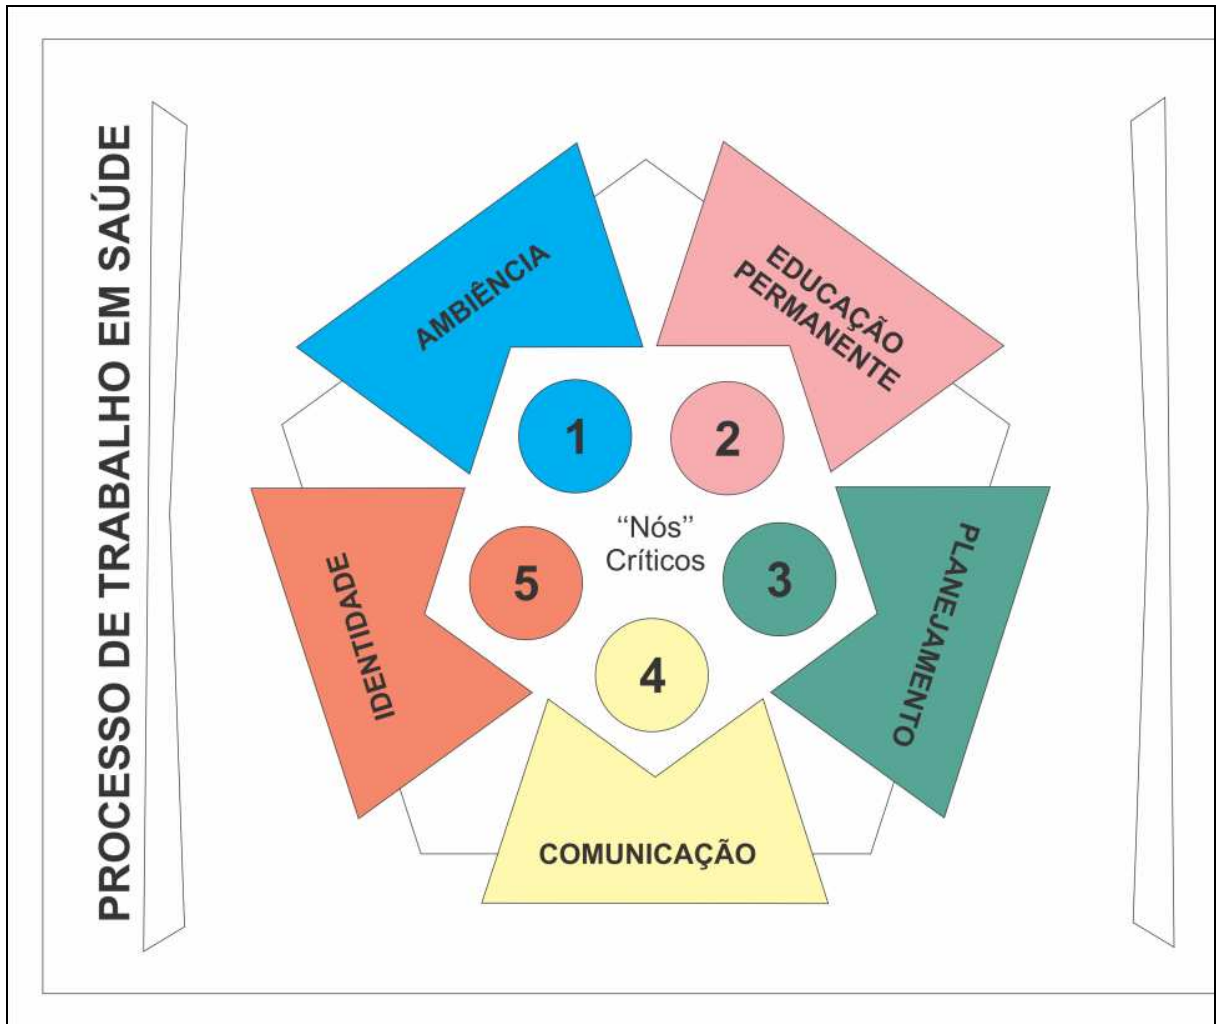 PROCESSO DE TRABALHO EM SAÚDE
AMBIÊNCIA
EDUCAÇÃO
PERMANENTE
1
2
‘‘Nós’’
Críticos
5
3
4
IDENTIDADE
PLANEJAMENTO
COMUNICAÇÃO